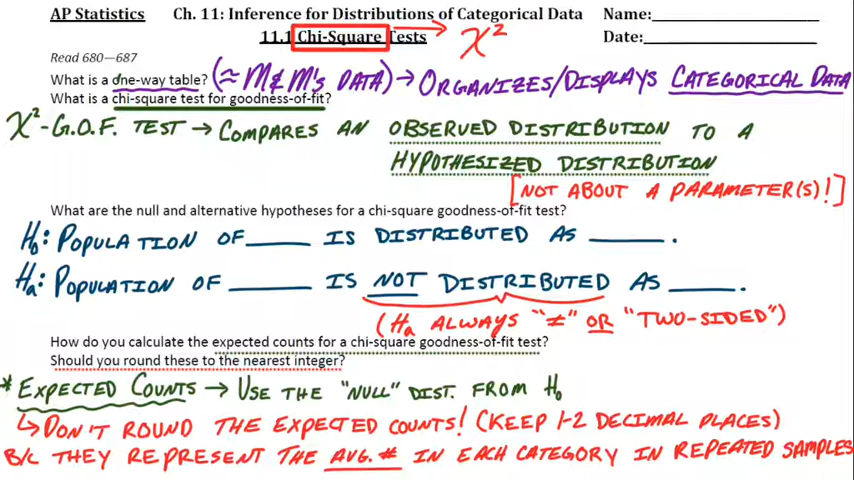 AP Statistics Ch. 11: Inference for Distributions of Categorical Data Name:____________________
11.1 Chi-Square Tests → χ² Date:____________________
Read 680—687
What is a one-way table? (≈ M&M's DATA) → ORGANIZES/DISPLAYS CATEGORICAL DATA
What is a chi-square test for goodness-of-fit?
χ²-G.O.F. TEST → COMPARES AN OBSERVED DISTRIBUTION TO A
HYPOTHESIZED DISTRIBUTION
[NOT ABOUT A PARAMETER(S)!]
What are the null and alternative hypotheses for a chi-square goodness-of-fit test?
H₀: POPULATION OF _____ IS DISTRIBUTED AS _____.
Hₐ: POPULATION OF _____ IS NOT DISTRIBUTED AS _____.
(Hₐ ALWAYS "≠" OR "TWO-SIDED")
How do you calculate the expected counts for a chi-square goodness-of-fit test?
Should you round these to the nearest integer?
* EXPECTED COUNTS → USE THE "NULL" DIST. FROM H₀
↳ DON'T ROUND THE EXPECTED COUNTS! (KEEP 1-2 DECIMAL PLACES)
B/C THEY REPRESENT THE AVG. # IN EACH CATEGORY IN REPEATED SAMPLES